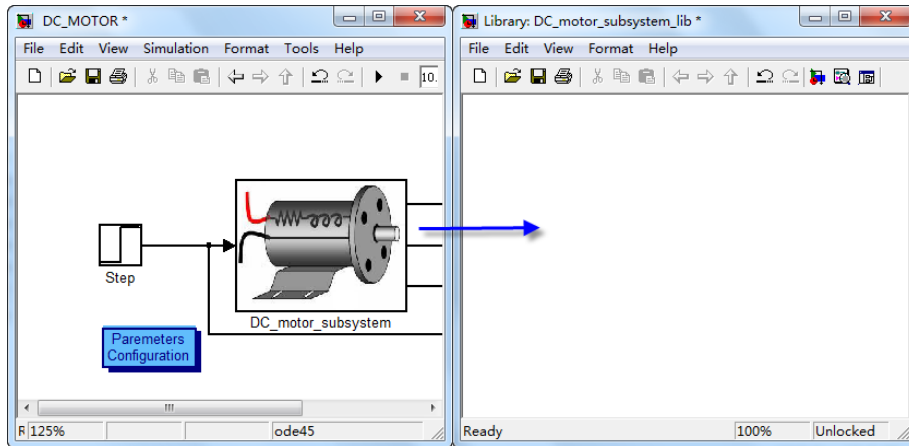 DC_MOTOR *
File Edit View Simulation Format Tools Help
10.
Step
DC_motor_subsystem
Paremeters
Configuration
R 125% ode45
Library: DC_motor_subsystem_lib *
File Edit View Format Help
Ready 100% Unlocked